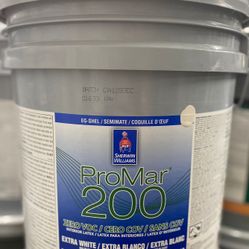 EG-SHEL / SEMIMATE / COQUILLE D'ŒUF
SHERWIN
WILLIAMS
ProMar®
200
ZERO VOC / CERO COV / SANS COV
INTERIOR LATEX / LATEX PARA INTERIORES / LATEX D'INTÉRIEUR
EXTRA WHITE / EXTRA BLANCO / EXTRA BLANC